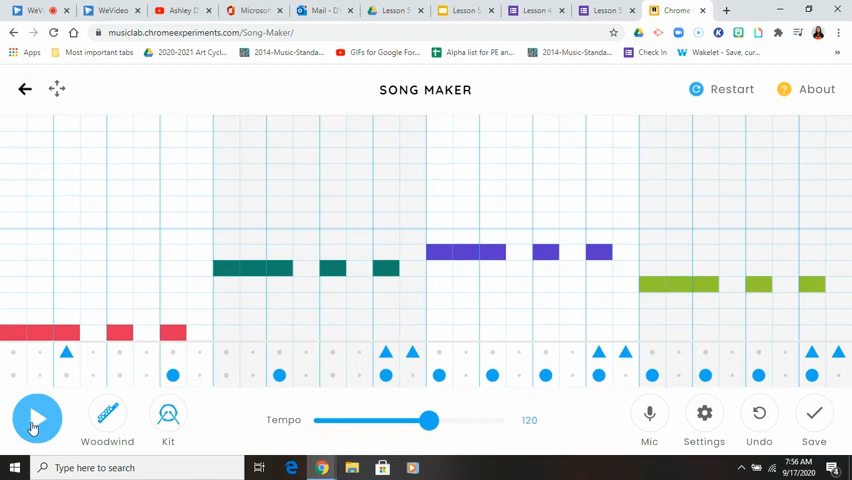 WeV
WeVideo
Ashley D
Microsof
Mail - D
Lesson 5
Lesson 5
Lesson 4
Lesson 5
Chrome
musiclab.chromeexperiments.com/Song-Maker/
Apps
Most important tabs
2020-2021 Art Cycl...
2014-Music-Standa...
GIFs for Google For...
Alpha list for PE an...
2014-Music-Standa...
Check In
Wakelet - Save, cur...
SONG MAKER
Restart
About
Woodwind
Kit
Tempo
120
Mic
Settings
Undo
Save
Type here to search
7:56 AM
9/17/2020
4